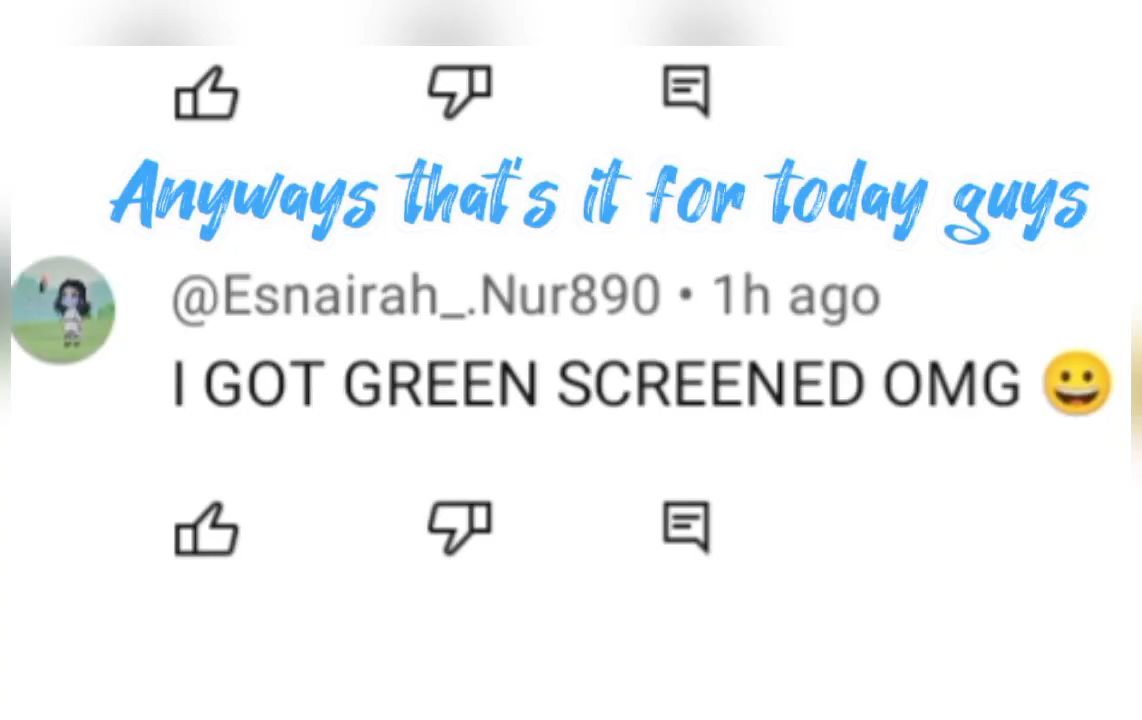 Anyways that's it for today guys
@Esnairah_.Nur890 • 1h ago
I GOT GREEN SCREENED OMG 😀